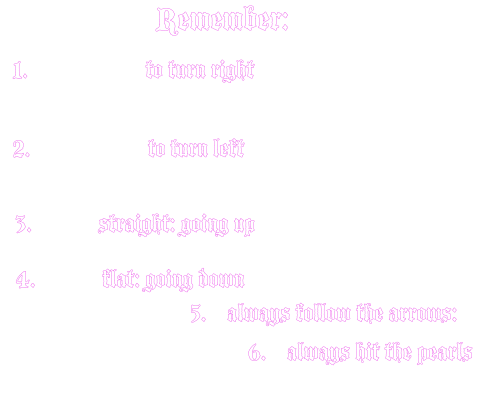 Remember:
1. to turn right
2. to turn left
3. straight: going up
4. flat: going down
5. always follow the arrows:
6. always hit the pearls